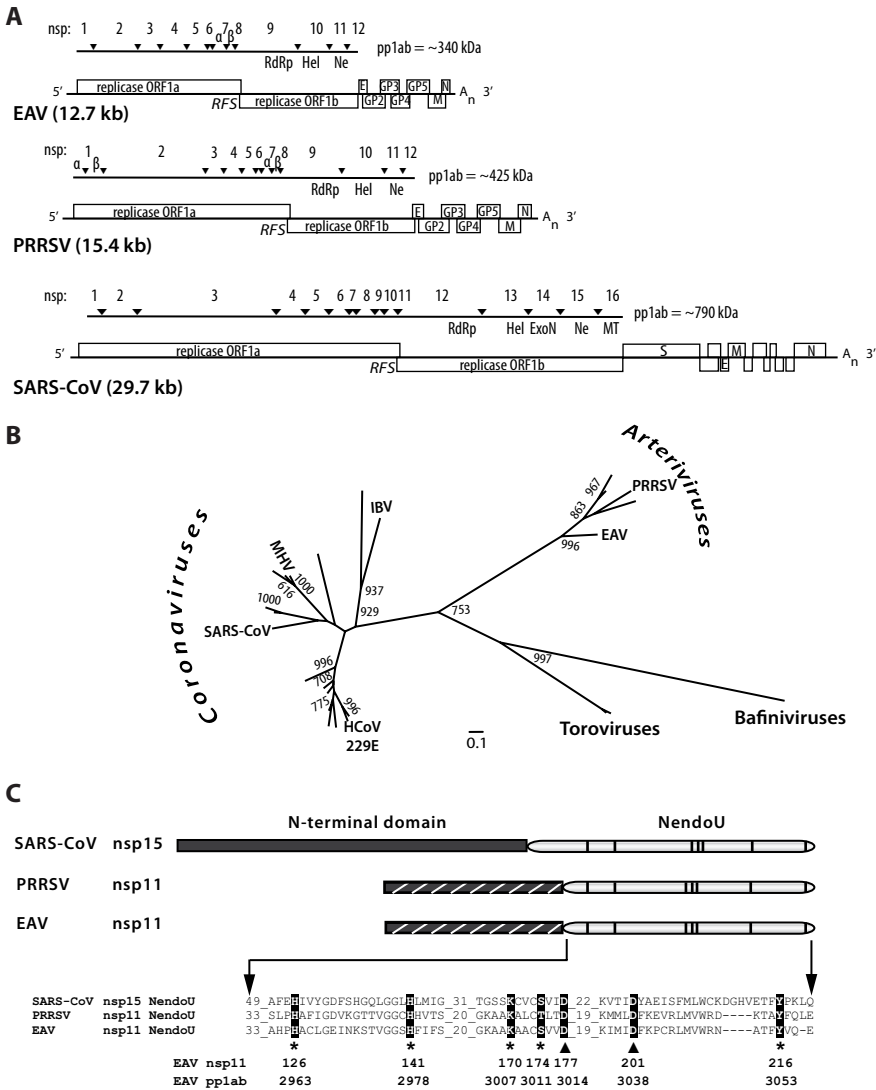 A
nsp: 1 2 3 4 5 6 7 8 9 10 11 12
α β
pp1ab = ~340 kDa
RdRp Hel Ne
5' replicase ORF1a E GP3 GP5 N An 3'
RFS replicase ORF1b GP2 GP4 M
EAV (12.7 kb)
nsp: 1 2 3 4 5 6 7 8 9 10 11 12
α β α β
pp1ab = ~425 kDa
RdRp Hel Ne
5' replicase ORF1a E GP3 GP5 N An 3'
RFS replicase ORF1b GP2 GP4 M
PRRSV (15.4 kb)
nsp: 1 2 3 4 5 6 7 8 9 10 11 12 13 14 15 16
pp1ab = ~790 kDa
RdRp Hel ExoN Ne MT
5' replicase ORF1a S M N An 3'
RFS replicase ORF1b E
SARS-CoV (29.7 kb)
B
Coronaviruses
Arteriviruses
IBV
MHV
1000
616
1000
SARS-CoV
937
929
753
967
863
PRRSV
EAV
996
996
708
775
996
HCoV
229E
997
0.1
Toroviruses
Bafiniviruses
C
N-terminal domain NendoU
SARS-CoV nsp15
PRRSV nsp11
EAV nsp11
SARS-CoV nsp15 NendoU 49_AFEHIVYGDFSHGQLGGLHLMIG_31_TGSSKCVCSVID_22_KVTIDYAEISFMLWCKDGHVETFYPKLQ
PRRSV nsp11 NendoU 33_SLPHAFIGDVKGTTVGGCHHVTS_20_GKAAKALCTLTD_19_KMMLDFKEVRLMVWRD----KTAYFQLE
EAV nsp11 NendoU 33_AHPHACLGEINKSTVGGSHFIFS_20_GKAAKAACSVVD_19_KIMIDFKPCRLMVWRN----ATFYVQ-E
* * * * ▲ ▲ *
EAV nsp11 126 141 170 174 177 201 216
EAV pp1ab 2963 2978 3007 3011 3014 3038 3053